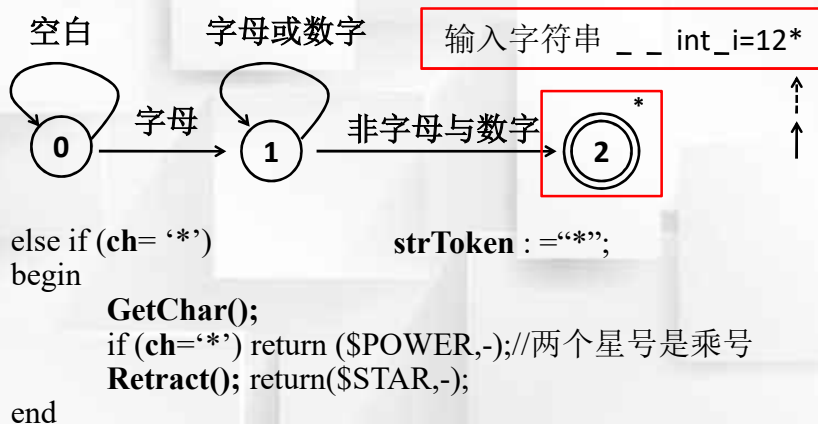 空白
字母或数字
输入字符串 _ _ int_i=12*
字母
非字母与数字
*
0
1
2
else if (ch= ‘*’)
strToken : =“*”;
begin
GetChar();
if (ch=‘*’) return ($POWER,-);//两个星号是乘号
Retract(); return($STAR,-);
end